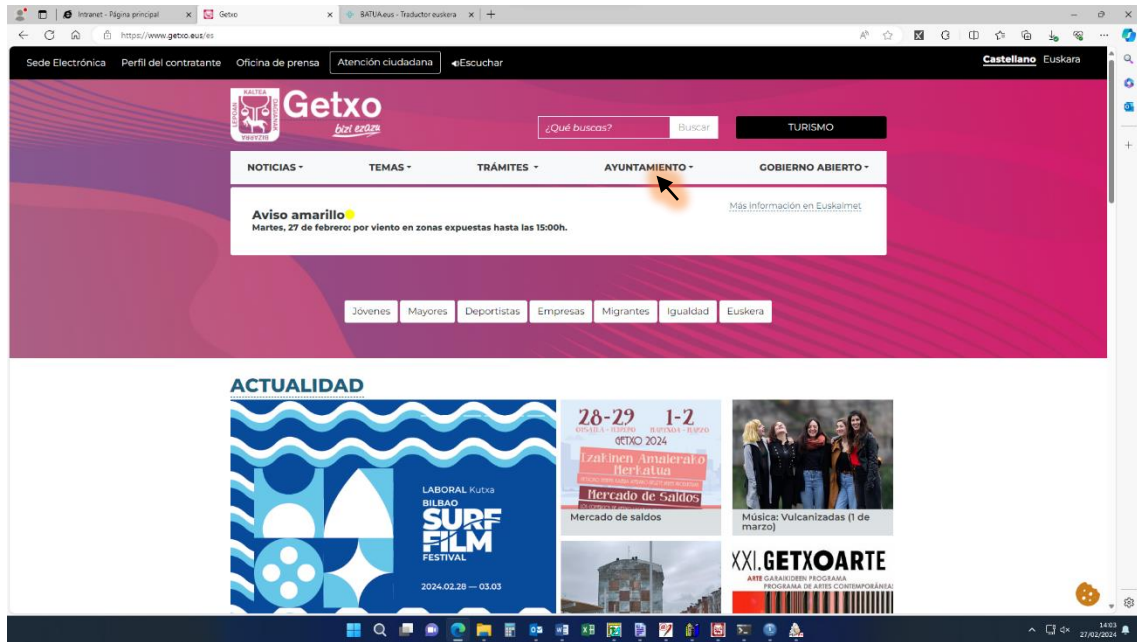 Intranet - Página principal
Getxo
BATUA.eus - Traductor euskera
https://www.getxo.eus/es
Sede Electrónica Perfil del contratante Oficina de prensa Atención ciudadana Escuchar Castellano Euskara
KALTEA
Getxo
bizi ezazu
¿Qué buscas? Buscar TURISMO
NOTICIAS TEMAS TRÁMITES AYUNTAMIENTO GOBIERNO ABIERTO
Aviso amarillo
Más información en Euskalmet
Martes, 27 de febrero: por viento en zonas expuestas hasta las 15:00h.
Jóvenes Mayores Deportistas Empresas Migrantes Igualdad Euskera
ACTUALIDAD
LABORAL Kutxa
BILBAO
SURF
FILM
FESTIVAL
2024.02.28 — 03.03
28-29 1-2
GETXO 2024
Izakinen Amaierako
Merkatua
Mercado de Saldos
Mercado de saldos
Música: Vulcanizadas (1 de
marzo)
XXI. GETXOARTE
ARTE GARAIKIDEEN PROGRAMA
PROGRAMA DE ARTES CONTEMPORÁNEAS
14:03
27/02/2024